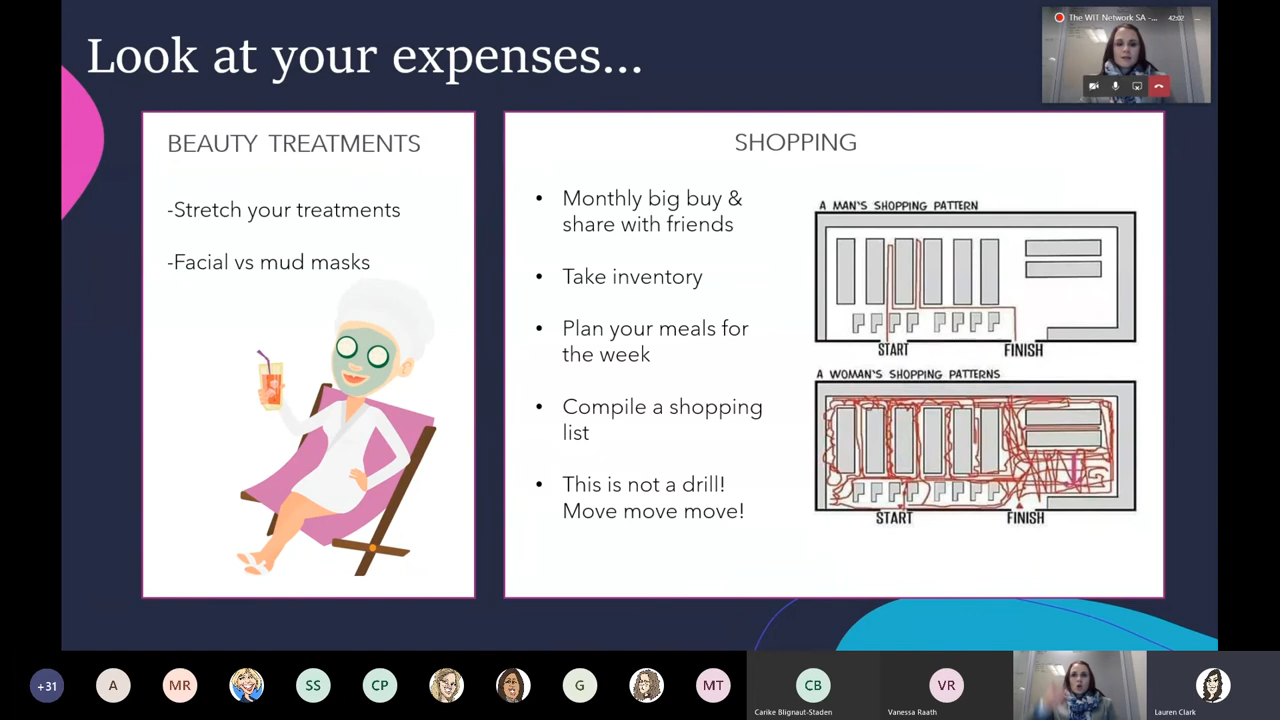 Look at your expenses...
The WIT Network SA -...
42:02
...
BEAUTY TREATMENTS
-Stretch your treatments
-Facial vs mud masks
SHOPPING
• Monthly big buy &
share with friends
• Take inventory
• Plan your meals for
the week
• Compile a shopping
list
• This is not a drill!
Move move move!
A MAN'S SHOPPING PATTERN
START
FINISH
A WOMAN'S SHOPPING PATTERNS
START
FINISH
+31
A
MR
SS
CP
G
MT
CB
Carike Blignaut-Staden
VR
Vanessa Raath
Lauren Clark